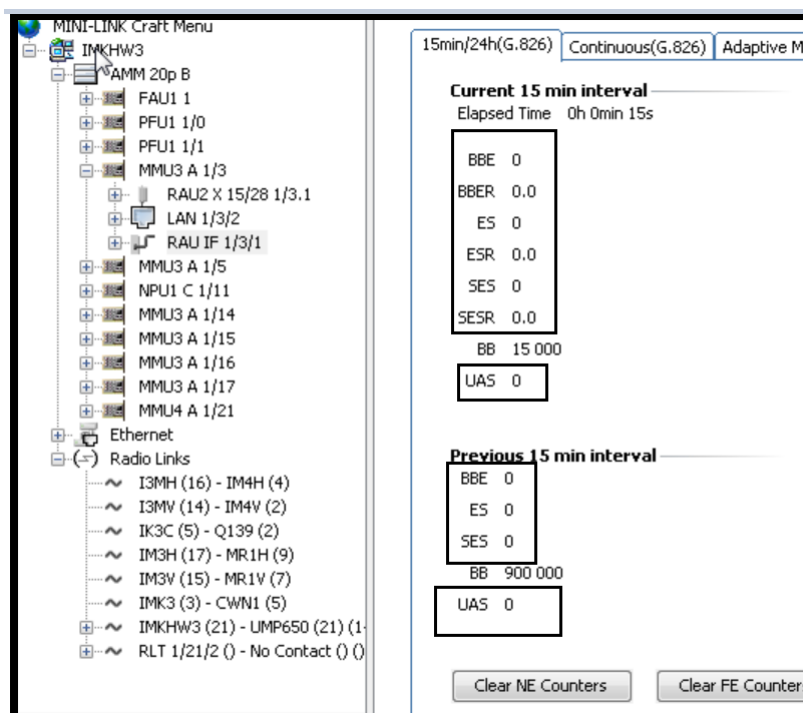 MINI-LINK Craft Menu
IMKHW3
AMM 20p B
FAU1 1
PFU1 1/0
PFU1 1/1
MMU3 A 1/3
RAU2 X 15/28 1/3.1
LAN 1/3/2
RAU IF 1/3/1
MMU3 A 1/5
NPU1 C 1/11
MMU3 A 1/14
MMU3 A 1/15
MMU3 A 1/16
MMU3 A 1/17
MMU4 A 1/21
Ethernet
Radio Links
I3MH (16) - IM4H (4)
I3MV (14) - IM4V (2)
IK3C (5) - Q139 (2)
IM3H (17) - MR1H (9)
IM3V (15) - MR1V (7)
IMK3 (3) - CWN1 (5)
IMKHW3 (21) - UMP650 (21) (1-
RLT 1/21/2 () - No Contact () ()
15min/24h(G.826) Continuous(G.826) Adaptive M
Current 15 min interval
Elapsed Time 0h 0min 15s
BBE 0
BBER 0.0
ES 0
ESR 0.0
SES 0
SESR 0.0
BB 15 000
UAS 0
Previous 15 min interval
BBE 0
ES 0
SES 0
BB 900 000
UAS 0
Clear NE Counters Clear FE Counter